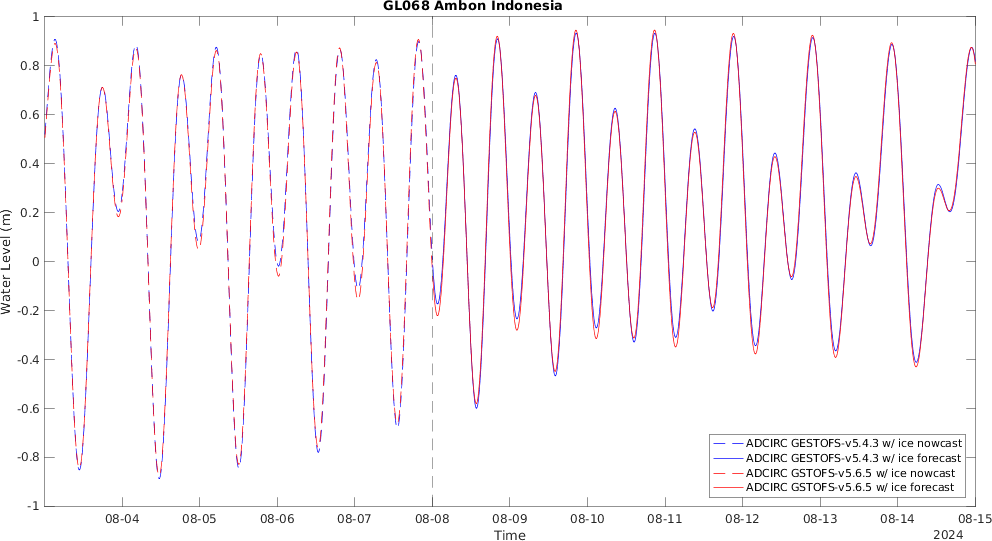 GL068 Ambon Indonesia
1
0.8
0.6
0.4
0.2
0
-0.2
-0.4
-0.6
-0.8
-1
Water Level (m)
ADCIRC GESTOFS-v5.4.3 w/ ice nowcast
ADCIRC GESTOFS-v5.4.3 w/ ice forecast
ADCIRC GSTOFS-v5.6.5 w/ ice nowcast
ADCIRC GSTOFS-v5.6.5 w/ ice forecast
08-04 08-05 08-06 08-07 08-08 08-09 08-10 08-11 08-12 08-13 08-14 08-15
Time
2024